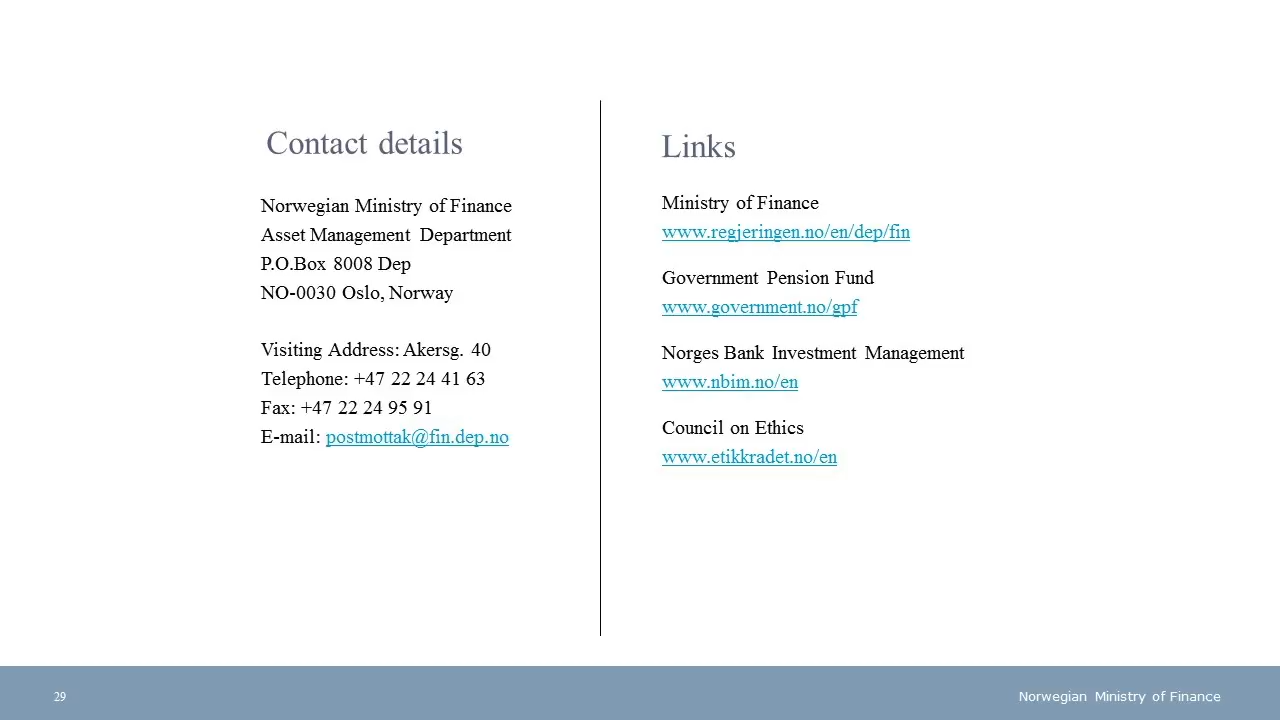 Contact details
Norwegian Ministry of Finance
Asset Management Department
P.O.Box 8008 Dep
NO-0030 Oslo, Norway
Visiting Address: Akersg. 40
Telephone: +47 22 24 41 63
Fax: +47 22 24 95 91
E-mail: postmottak@fin.dep.no
Links
Ministry of Finance
www.regjeringen.no/en/dep/fin
Government Pension Fund
www.government.no/gpf
Norges Bank Investment Management
www.nbim.no/en
Council on Ethics
www.etikkradet.no/en
29
Norwegian Ministry of Finance